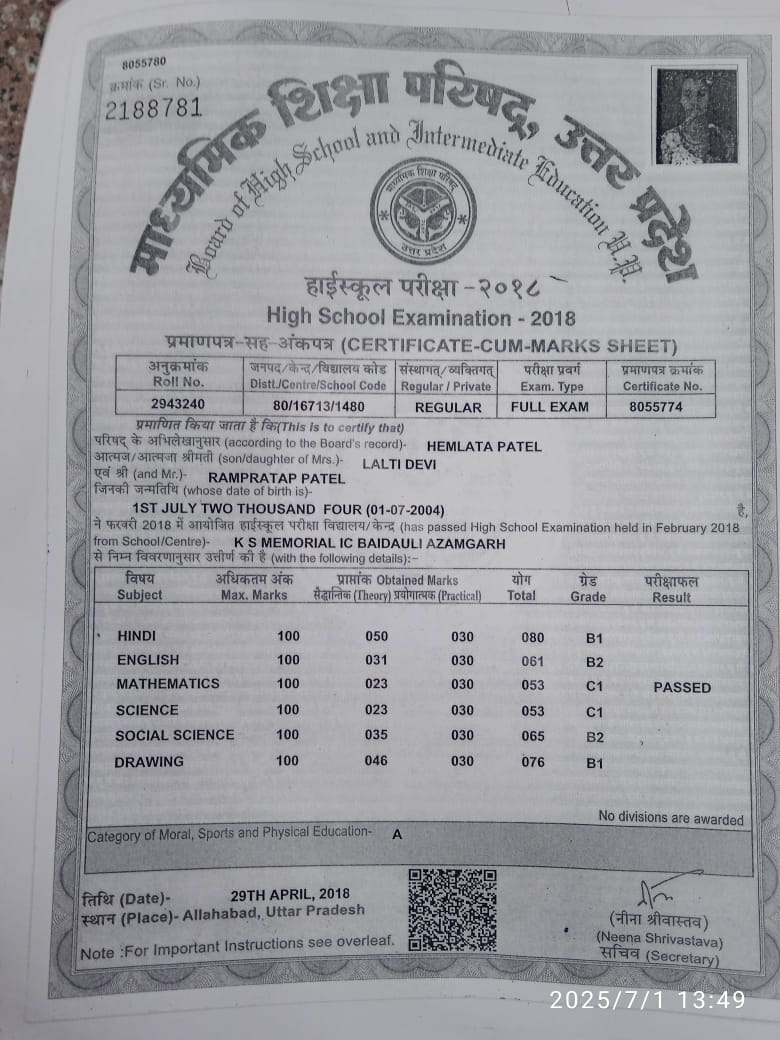 8055780
क्रमांक (Sr. No.)
2188781
माध्यमिक शिक्षा परिषद्, उत्तर प्रदेश
Board of High School and Intermediate Education U.P.
माध्यमिक शिक्षा परिषद्
उत्तर प्रदेश
हाईस्कूल परीक्षा -२०१८
High School Examination - 2018
प्रमाणपत्र-सह-अंकपत्र (CERTIFICATE-CUM-MARKS SHEET)
अनुक्रमांक जनपद/केन्द्र/विद्यालय कोड संस्थागत्/व्यक्तिगत् परीक्षा प्रवर्ग प्रमाणपत्र क्रमांक
Roll No. Distt./Centre/School Code Regular / Private Exam. Type Certificate No.
2943240 80/16713/1480 REGULAR FULL EXAM 8055774
प्रमाणित किया जाता है कि(This is to certify that)
परिषद् के अभिलेखानुसार (according to the Board's record)- HEMLATA PATEL
आत्मज/आत्मजा श्रीमती (son/daughter of Mrs.)- LALTI DEVI
एवं श्री (and Mr.)- RAMPRATAP PATEL
जिनकी जन्मतिथि (whose date of birth is)-
1ST JULY TWO THOUSAND FOUR (01-07-2004) है,
ने फरवरी 2018 में आयोजित हाईस्कूल परीक्षा विद्यालय/केन्द्र (has passed High School Examination held in February 2018
from School/Centre)- K S MEMORIAL IC BAIDAULI AZAMGARH
से निम्न विवरणानुसार उत्तीर्ण की है (with the following details):-
विषय अधिकतम अंक प्राप्तांक Obtained Marks योग ग्रेड परीक्षाफल
Subject Max. Marks सैद्धान्तिक (Theory) प्रयोगात्मक (Practical) Total Grade Result
HINDI 100 050 030 080 B1
ENGLISH 100 031 030 061 B2
MATHEMATICS 100 023 030 053 C1 PASSED
SCIENCE 100 023 030 053 C1
SOCIAL SCIENCE 100 035 030 065 B2
DRAWING 100 046 030 076 B1
No divisions are awarded
Category of Moral, Sports and Physical Education- A
तिथि (Date)- 29TH APRIL, 2018
स्थान (Place)- Allahabad, Uttar Pradesh
(नीना श्रीवास्तव)
(Neena Shrivastava)
सचिव (Secretary)
Note :For Important Instructions see overleaf.
2025/7/1 13:49